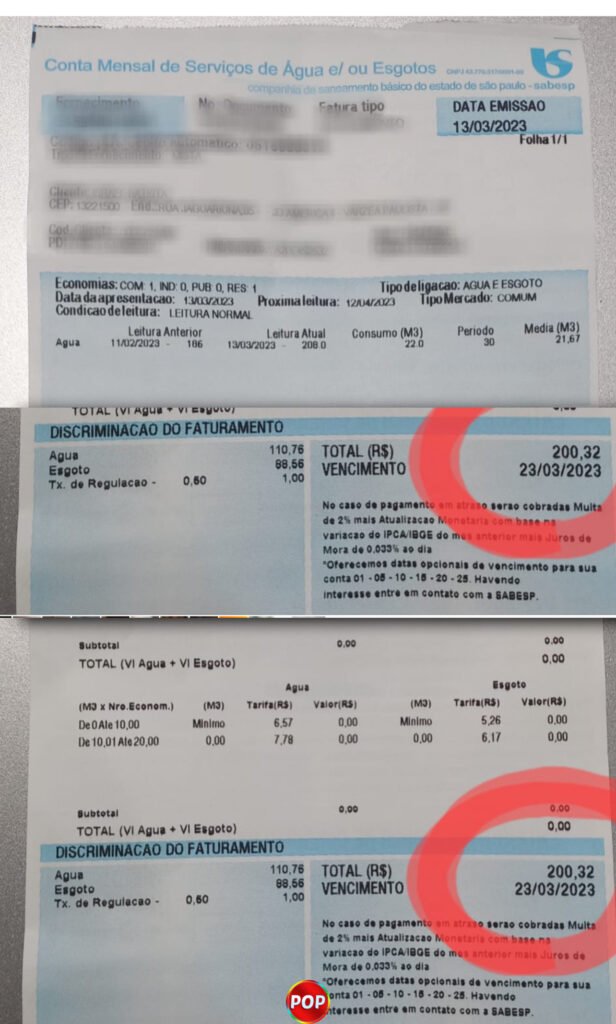 Conta Mensal de Serviços de Água e/ ou Esgotos
companhia de saneamento básico do estado de são paulo - sabesp
Fornecimento Fatura tipo DATA EMISSAO
13/03/2023
Folha 1/1
CEP: 13221500
Economias: COM: 1, IND: 0, PUB: 0, RES: 1 Tipo de ligacao: AGUA E ESGOTO
Data da apresentacao: 13/03/2023 Proxima leitura: 12/04/2023 Tipo Mercado: COMUM
Condicao de leitura: LEITURA NORMAL
Leitura Anterior Leitura Atual Consumo (M3) Periodo Media (M3)
Agua 11/02/2023 - 186 13/03/2023 - 208.0 22.0 30 21,67
TOTAL (Vl Agua + Vl Esgoto)
DISCRIMINACAO DO FATURAMENTO
Agua 110,76 TOTAL (R$) 200,32
Esgoto 88,56 VENCIMENTO 23/03/2023
Tx. de Regulacao - 0,50 1,00
No caso de pagamento em atraso serao cobradas Multa
de 2% mais Atualizacao Monetaria com base na
variacao do IPCA/IBGE do mes anterior mais Juros de
Mora de 0,033% ao dia
"Oferecemos datas opcionais de vencimento para sua
conta 01 - 05 - 10 - 15 - 20 - 25. Havendo
interesse entre em contato com a SABESP.
Subtotal 0,00 0,00
TOTAL (Vl Agua + Vl Esgoto) 0,00
Agua Esgoto
(M3 x Nro.Econom.) (M3) Tarifa(R$) Valor(R$) (M3) Tarifa(R$) Valor(R$)
De 0 Ate 10,00 Minimo 6,57 0,00 Minimo 5,26 0,00
De 10,01 Ate 20,00 0,00 7,78 0,00 0,00 6,17 0,00
Subtotal 0,00 0,00
TOTAL (Vl Agua + Vl Esgoto) 0,00
DISCRIMINACAO DO FATURAMENTO
Agua 110,76 TOTAL (R$) 200,32
Esgoto 88,56 VENCIMENTO 23/03/2023
Tx. de Regulacao - 0,50 1,00
No caso de pagamento em atraso serao cobradas Multa
de 2% mais Atualizacao Monetaria com base na
variacao do IPCA/IBGE do mes anterior mais Juros de
Mora de 0,033% ao dia
"Oferecemos datas opcionais de vencimento para sua
conta 01 - 05 - 10 - 15 - 20 - 25. Havendo
interesse entre em contato com a SABESP.
POP